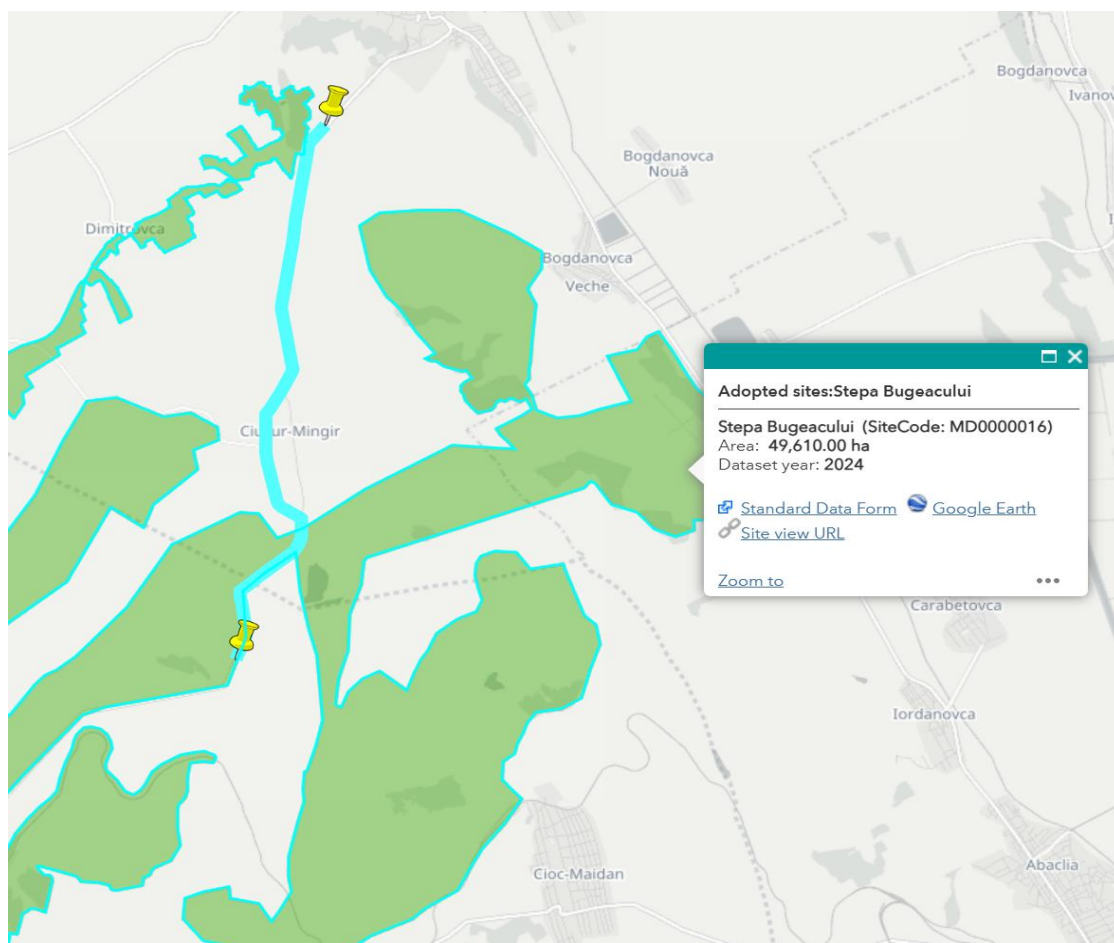 Bogdanovca
Ivanov
Bogdanovca
Nouă
Dimitrovca
Bogdanovca
Veche
Adopted sites:Stepa Bugeacului
Stepa Bugeacului (SiteCode: MD0000016)
Area: 49,610.00 ha
Dataset year: 2024
Standard Data Form Google Earth
Site view URL
Zoom to
Carabetovca
Iordanovca
Abaclia
Cioc-Maidan